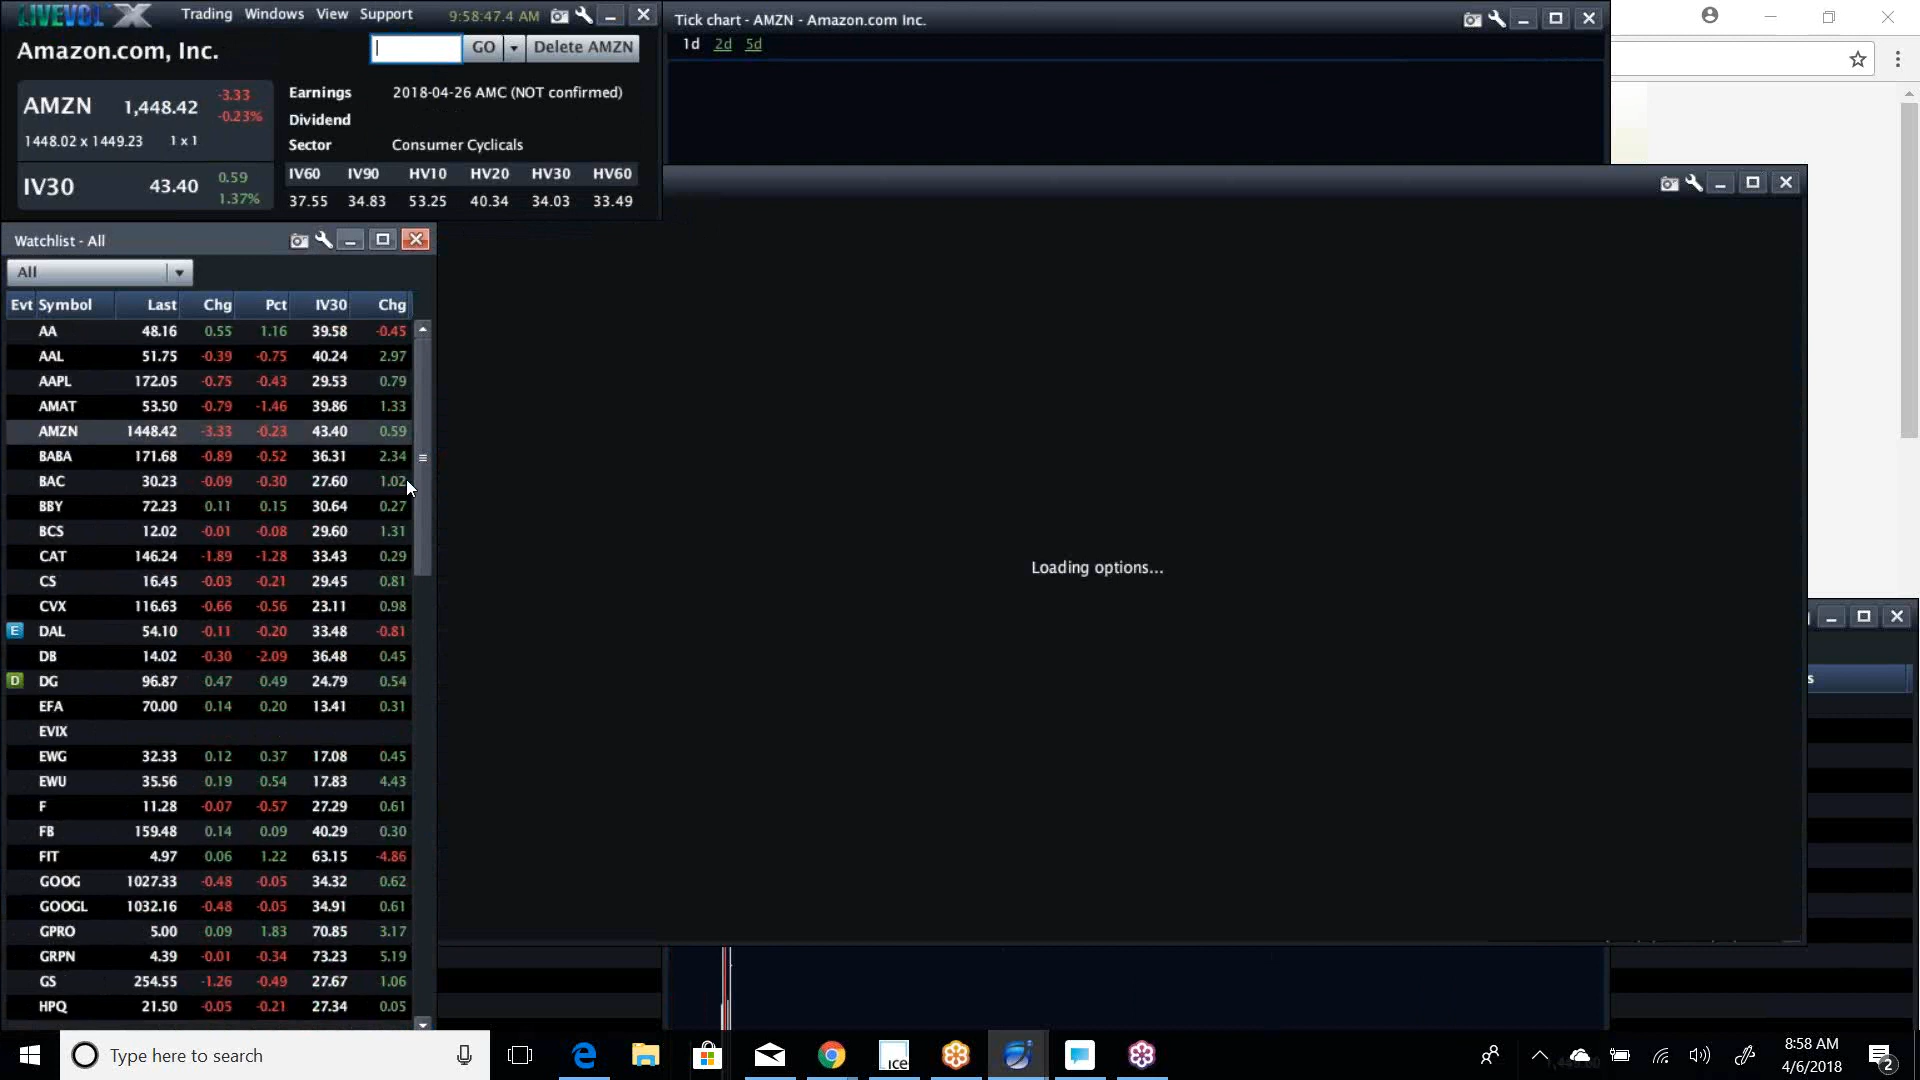 LIVEVOL X
Trading Windows View Support 9:58:47.4 AM
Amazon.com, Inc. GO Delete AMZN
AMZN 1,448.42 -3.33 -0.23%
1448.02 x 1449.23 1 x 1
IV30 43.40 0.59 1.37%
Earnings 2018-04-26 AMC (NOT confirmed)
Dividend
Sector Consumer Cyclicals
IV60 IV90 HV10 HV20 HV30 HV60
37.55 34.83 53.25 40.34 34.03 33.49
Tick chart - AMZN - Amazon.com Inc.
1d 2d 5d
Watchlist - All
All
Evt Symbol Last Chg Pct IV30 Chg
AA 48.16 0.55 1.16 39.58 -0.45
AAL 51.75 -0.39 -0.75 40.24 2.97
AAPL 172.05 -0.75 -0.43 29.53 0.79
AMAT 53.50 -0.79 -1.46 39.86 1.33
AMZN 1448.42 -3.33 -0.23 43.40 0.59
BABA 171.68 -0.89 -0.52 36.31 2.34
BAC 30.23 -0.09 -0.30 27.60 1.02
BBY 72.23 0.11 0.15 30.64 0.27
BCS 12.02 -0.01 -0.08 29.60 1.31
CAT 146.24 -1.89 -1.28 33.43 0.29
CS 16.45 -0.03 -0.21 29.45 0.81
CVX 116.63 -0.66 -0.56 23.11 0.98
E DAL 54.10 -0.11 -0.20 33.48 -0.81
DB 14.02 -0.30 -2.09 36.48 0.45
D DG 96.87 0.47 0.49 24.79 0.54
EFA 70.00 0.14 0.20 13.41 0.31
EVIX
EWG 32.33 0.12 0.37 17.08 0.45
EWU 35.56 0.19 0.54 17.83 4.43
F 11.28 -0.07 -0.57 27.29 0.61
FB 159.48 0.14 0.09 40.29 0.30
FIT 4.97 0.06 1.22 63.15 -4.86
GOOG 1027.33 -0.48 -0.05 34.32 0.62
GOOGL 1032.16 -0.48 -0.05 34.91 0.61
GPRO 5.00 0.09 1.83 70.85 3.17
GRPN 4.39 -0.01 -0.34 73.23 5.19
GS 254.55 -1.26 -0.49 27.67 1.06
HPQ 21.50 -0.05 -0.21 27.34 0.05
Loading options...
s
Type here to search
ICE
8:58 AM
4/6/2018
2